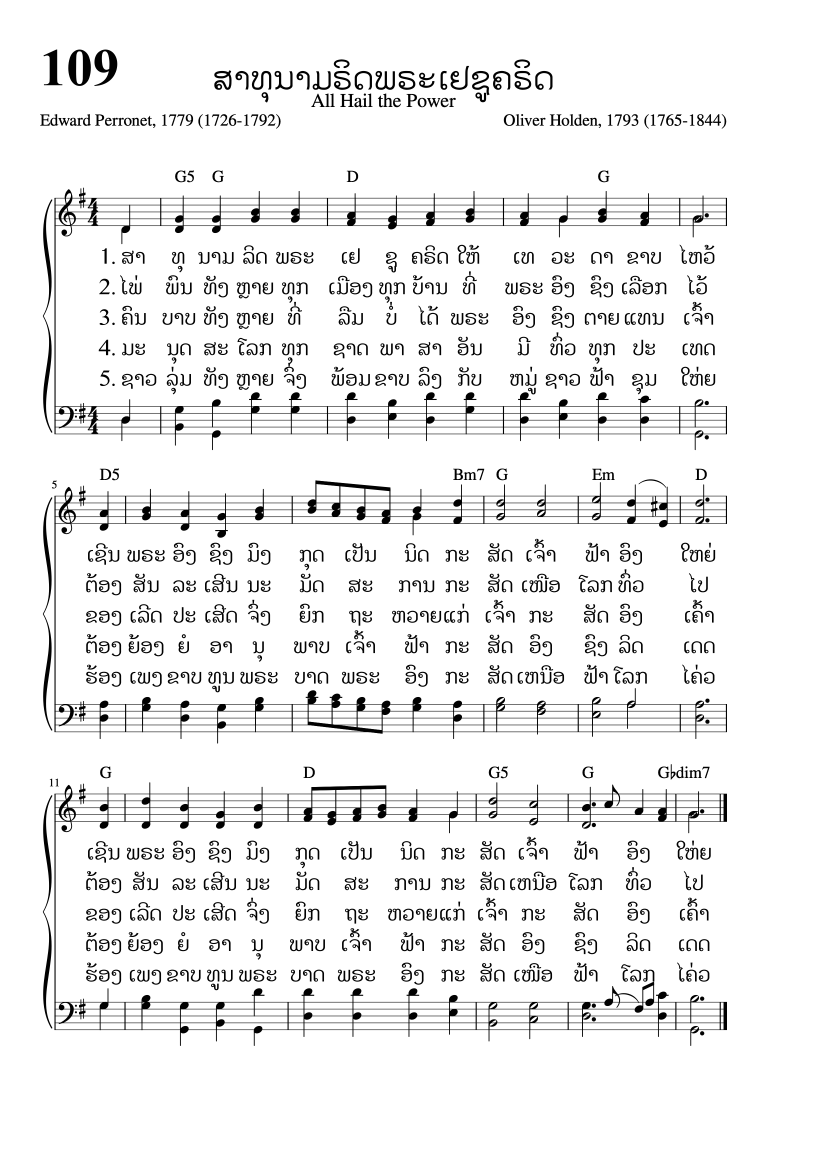 109
ສາທຸນາມຣິດພຣະເຢຊູຄຣິດ
All Hail the Power
Edward Perronet, 1779 (1726-1792)
Oliver Holden, 1793 (1765-1844)
G5 G D G
1. ສາ ທຸ ນາມ ລິດ ພຣະ ເຢ ຊູ ຄຣິດ ໃຫ້ ເທ ວະ ດາ ຂາບ ໄຫວ້
2. ໄພ່ ພົນ ທັງ ຫຼາຍ ທຸກ ເມືອງ ທຸກ ບ້ານ ທີ່ ພຣະ ອົງ ຊົງ ເລືອກ ໄວ້
3. ຄົນ ບາບ ທັງ ຫຼາຍ ທີ່ ລືມ ບໍ່ ໄດ້ ພຣະ ອົງ ຊົງ ຕາຍ ແທນ ເຈົ້າ
4. ມະ ນຸດ ສະ ໂລກ ທຸກ ຊາດ ພາ ສາ ອັນ ມີ ທົ່ວ ທຸກ ປະ ເທດ
5. ຊາວ ລຸ່ມ ທັງ ຫຼາຍ ຈົ່ງ ພ້ອມ ຂາບ ລົງ ກັບ ຫມູ່ ຊາວ ຟ້າ ຊຸມ ໃຫ່ຍ
5 D5 Bm7 G Em D
ເຊີນ ພຣະ ອົງ ຊົງ ມົງ ກຸດ ເປັນ ນິດ ກະ ສັດ ເຈົ້າ ຟ້າ ອົງ ໃຫຍ່
ຕ້ອງ ສັນ ລະ ເສີນ ນະ ມັດ ສະ ການ ກະ ສັດ ເໜືອ ໂລກ ທົ່ວ ໄປ
ຂອງ ເລີດ ປະ ເສີດ ຈຶ່ງ ຍົກ ຖະ ຫວາຍແກ່ ເຈົ້າ ກະ ສັດ ອົງ ເຄົ້າ
ຕ້ອງ ຍ້ອງ ຍໍ ອາ ນຸ ພາບ ເຈົ້າ ຟ້າ ກະ ສັດ ອົງ ຊົງ ລິດ ເດດ
ຮ້ອງ ເພງ ຂາບ ທູນ ພຣະ ບາດ ພຣະ ອົງ ກະ ສັດ ເຫນືອ ຟ້າ ໂລກ ໄຄ່ວ
11 G D G5 G G♭dim7
ເຊີນ ພຣະ ອົງ ຊົງ ມົງ ກຸດ ເປັນ ນິດ ກະ ສັດ ເຈົ້າ ຟ້າ ອົງ ໃຫ່ຍ
ຕ້ອງ ສັນ ລະ ເສີນ ນະ ມັດ ສະ ການ ກະ ສັດ ເຫນືອ ໂລກ ທົ່ວ ໄປ
ຂອງ ເລີດ ປະ ເສີດ ຈຶ່ງ ຍົກ ຖະ ຫວາຍແກ່ ເຈົ້າ ກະ ສັດ ອົງ ເຄົ້າ
ຕ້ອງ ຍ້ອງ ຍໍ ອາ ນຸ ພາບ ເຈົ້າ ຟ້າ ກະ ສັດ ອົງ ຊົງ ລິດ ເດດ
ຮ້ອງ ເພງ ຂາບ ທູນ ພຣະ ບາດ ພຣະ ອົງ ກະ ສັດ ເໜືອ ຟ້າ ໂລກ ໄຄ່ວ